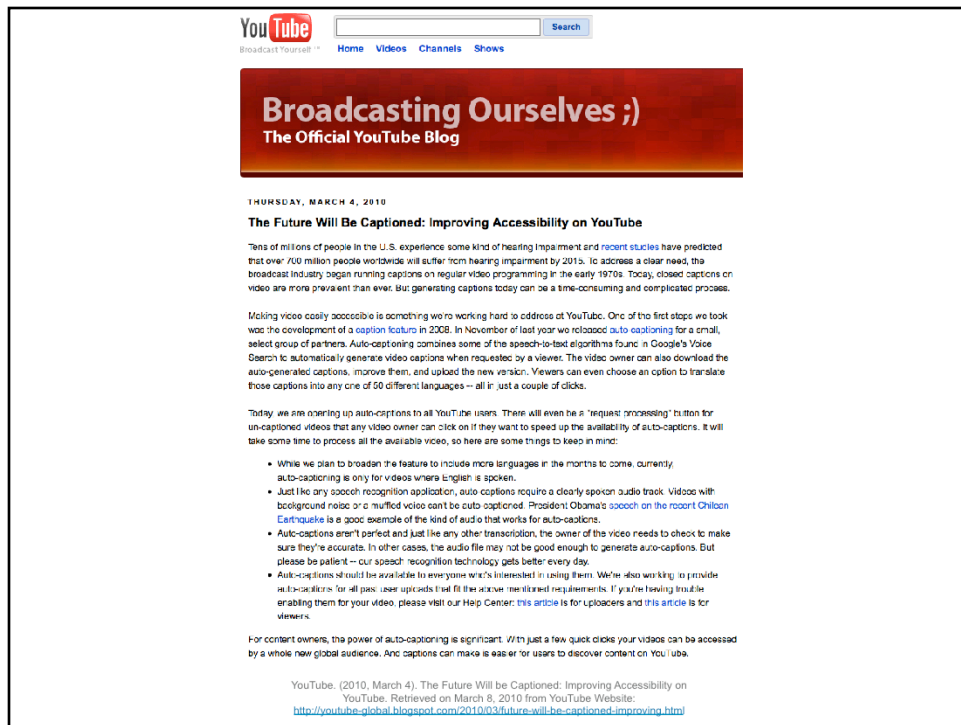 YouTube
Broadcast Yourself ™
Search
Home Videos Channels Shows
Broadcasting Ourselves ;)
The Official YouTube Blog
THURSDAY, MARCH 4, 2010
The Future Will Be Captioned: Improving Accessibility on YouTube
Tens of millions of people in the U.S. experience some kind of hearing impairment and recent studies have predicted
that over 700 million people worldwide will suffer from hearing impairment by 2015. To address a clear need, the
broadcast industry began running captions on regular video programming in the early 1970s. Today, closed captions on
video are more prevalent than ever. But generating captions today can be a time-consuming and complicated process.
Making video easily accessible is something we're working hard to address at YouTube. One of the first steps we took
was the development of a caption feature in 2008. In November of last year we released auto-captioning for a small,
select group of partners. Auto-captioning combines some of the speech-to-text algorithms found in Google's Voice
Search to automatically generate video captions when requested by a viewer. The video owner can also download the
auto-generated captions, improve them, and upload the new version. Viewers can even choose an option to translate
those captions into any one of 50 different languages -- all in just a couple of clicks.
Today, we are opening up auto-captions to all YouTube users. There will even be a "request processing" button for
un-captioned videos that any video owner can click on if they want to speed up the availability of auto-captions. It will
take some time to process all the available video, so here are some things to keep in mind:
• While we plan to broaden the feature to include more languages in the months to come, currently,
auto-captioning is only for videos where English is spoken.
• Just like any speech recognition application, auto-captions require a clearly spoken audio track. Videos with
background noise or a muffled voice can't be auto-captioned. President Obama's speech on the recent Chilean
Earthquake is a good example of the kind of audio that works for auto-captions.
• Auto-captions aren't perfect and just like any other transcription, the owner of the video needs to check to make
sure they're accurate. In other cases, the audio file may not be good enough to generate auto-captions. But
please be patient -- our speech recognition technology gets better every day.
• Auto-captions should be available to everyone who's interested in using them. We're also working to provide
auto-captions for all past user uploads that fit the above mentioned requirements. If you're having trouble
enabling them for your video, please visit our Help Center: this article is for uploaders and this article is for
viewers.
For content owners, the power of auto-captioning is significant. With just a few quick clicks your videos can be accessed
by a whole new global audience. And captions can make is easier for users to discover content on YouTube.
YouTube. (2010, March 4). The Future Will be Captioned: Improving Accessibility on
YouTube. Retrieved on March 8, 2010 from YouTube Website:
http://youtube-global.blogspot.com/2010/03/future-will-be-captioned-improving.html